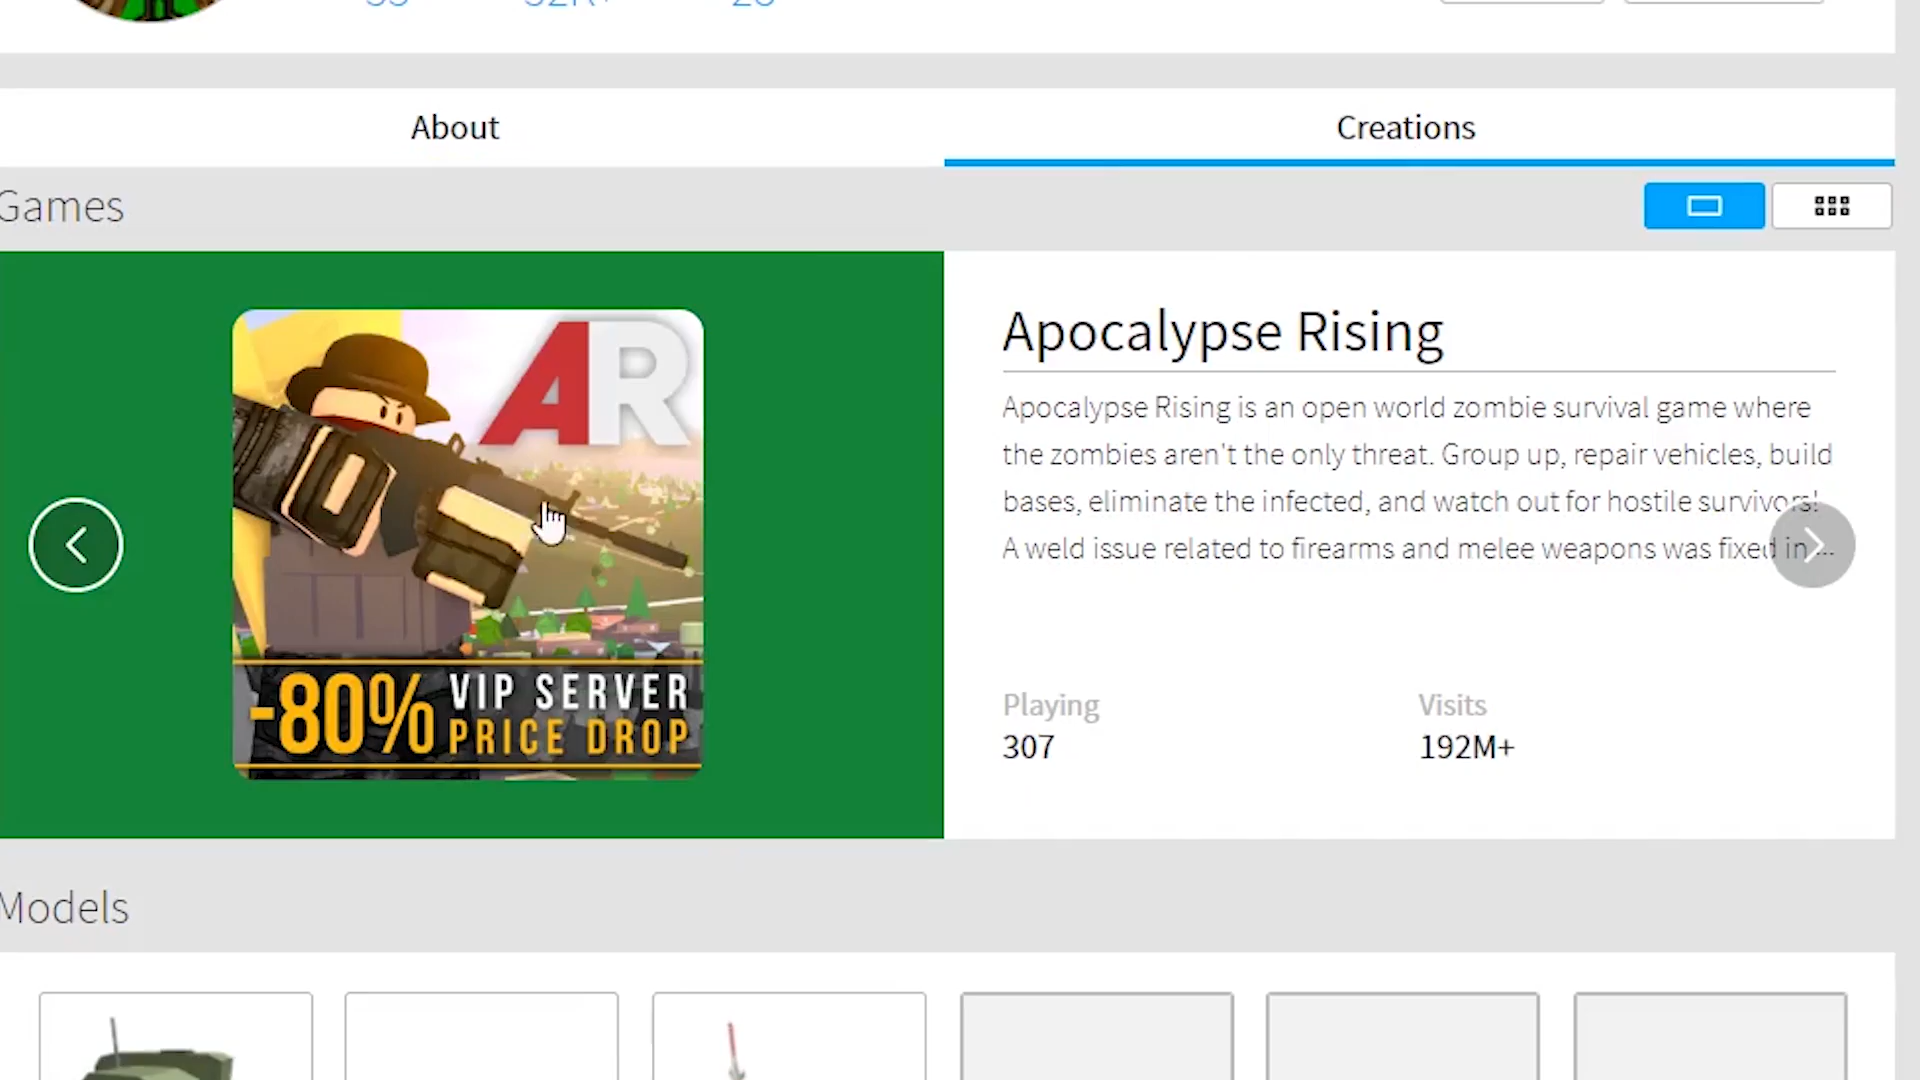 About
Creations
Games
AR
Apocalypse Rising
Apocalypse Rising is an open world zombie survival game where
the zombies aren't the only threat. Group up, repair vehicles, build
bases, eliminate the infected, and watch out for hostile survivors!
A weld issue related to firearms and melee weapons was fixed in ...
-80% VIP SERVER
PRICE DROP
Playing
307
Visits
192M+
Models